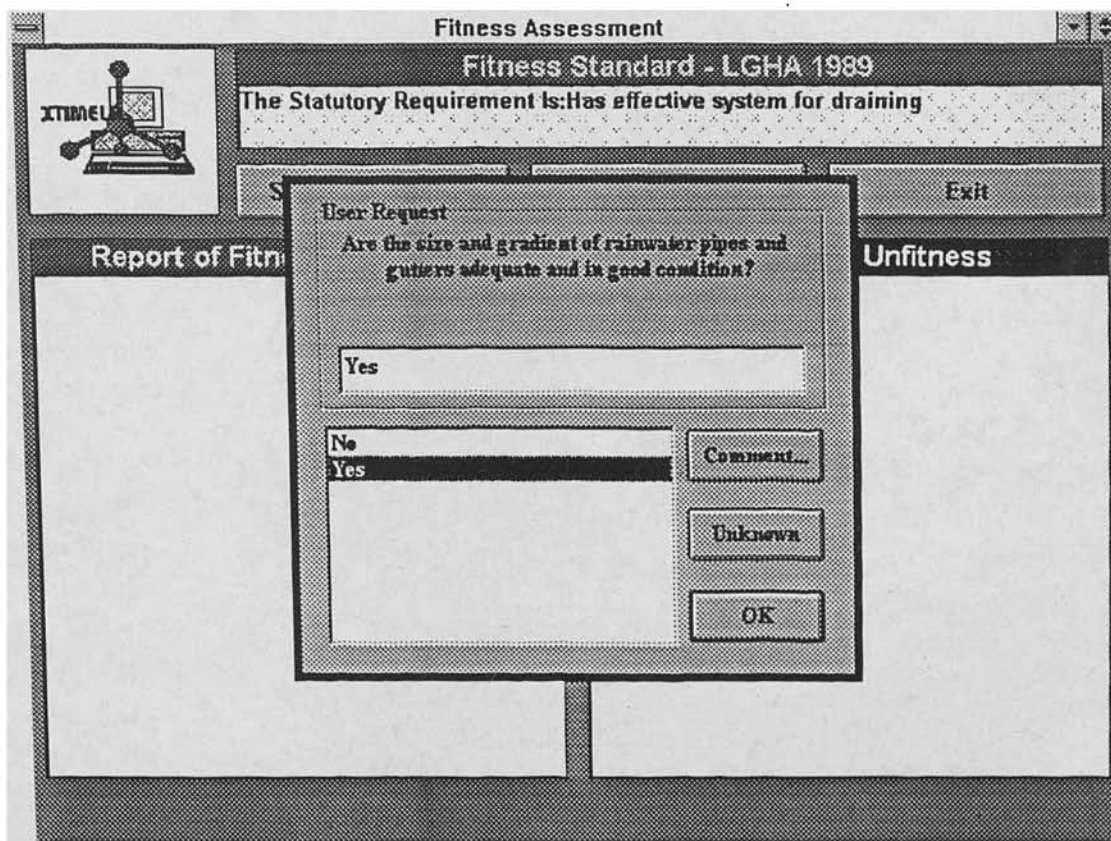 Fitness Assessment
Fitness Standard - LGHA 1989
The Statutory Requirement Is:Has effective system for draining
Exit
Report of
Unfitness
User Request
Are the size and gradient of rainwater pipes and
gutters adequate and in good condition?
Yes
No
Yes
Comment...
Unknown
OK